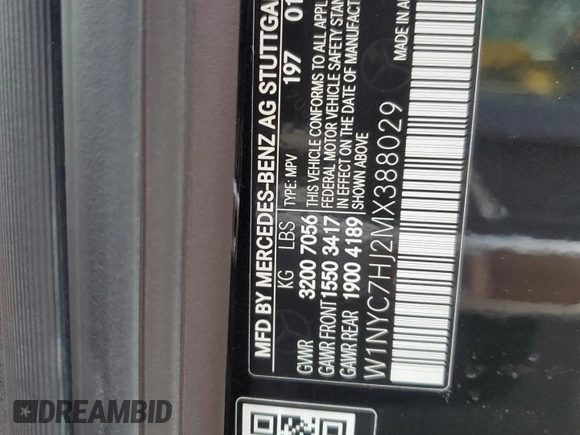 MFD BY MERCEDES-BENZ AG STUTTGA
KG LBS TYPE: MPV 197 01
GWR 3200 7056 THIS VEHICLE CONFORMS TO ALL APPL
GAWR FRONT 1550 3417 FEDERAL MOTOR VEHICLE SAFETY STAN
GAWR REAR 1900 4189 IN EFFECT ON THE DATE OF MANUFACT
SHOWN ABOVE
W1NYC7HJ2MX388029 MADE IN A
DREAMBID